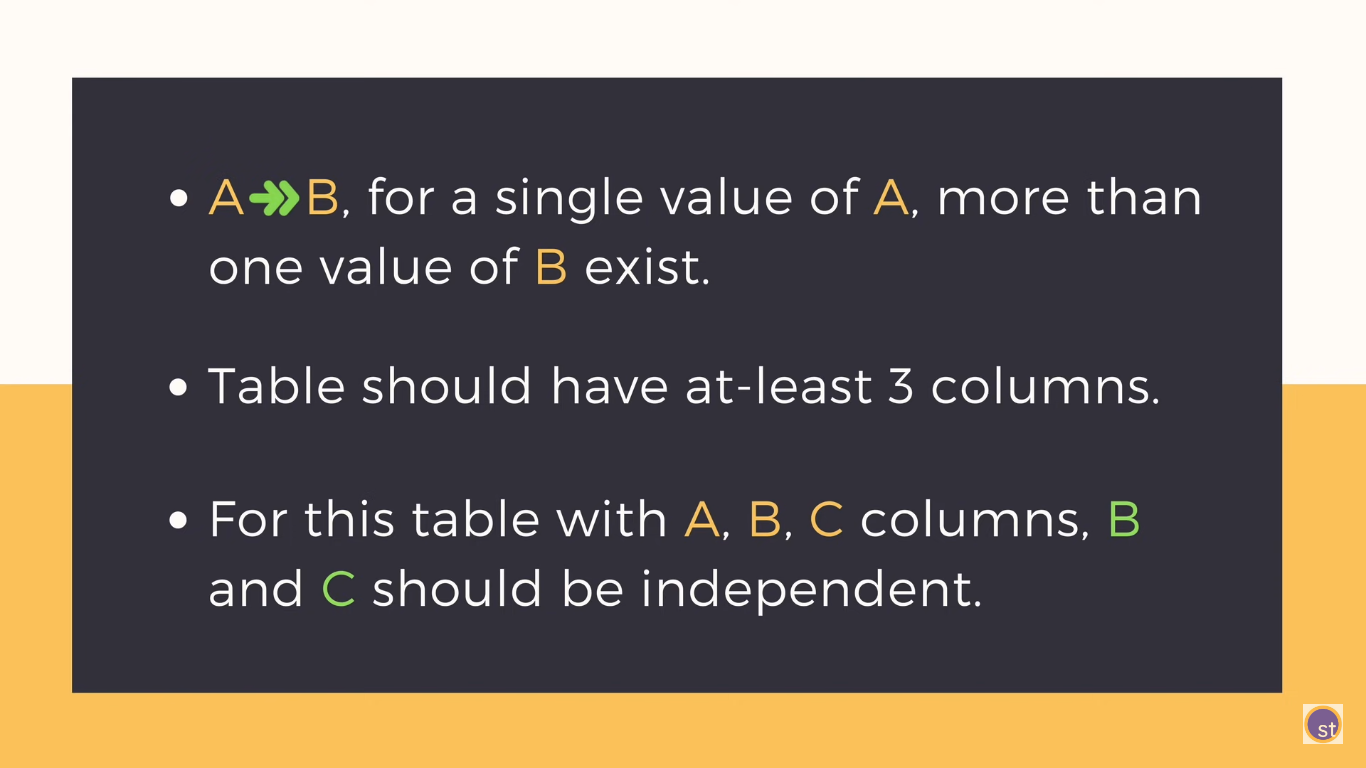 • A↠B, for a single value of A, more than
one value of B exist.
• Table should have at-least 3 columns.
• For this table with A, B, C columns, B
and C should be independent.
st